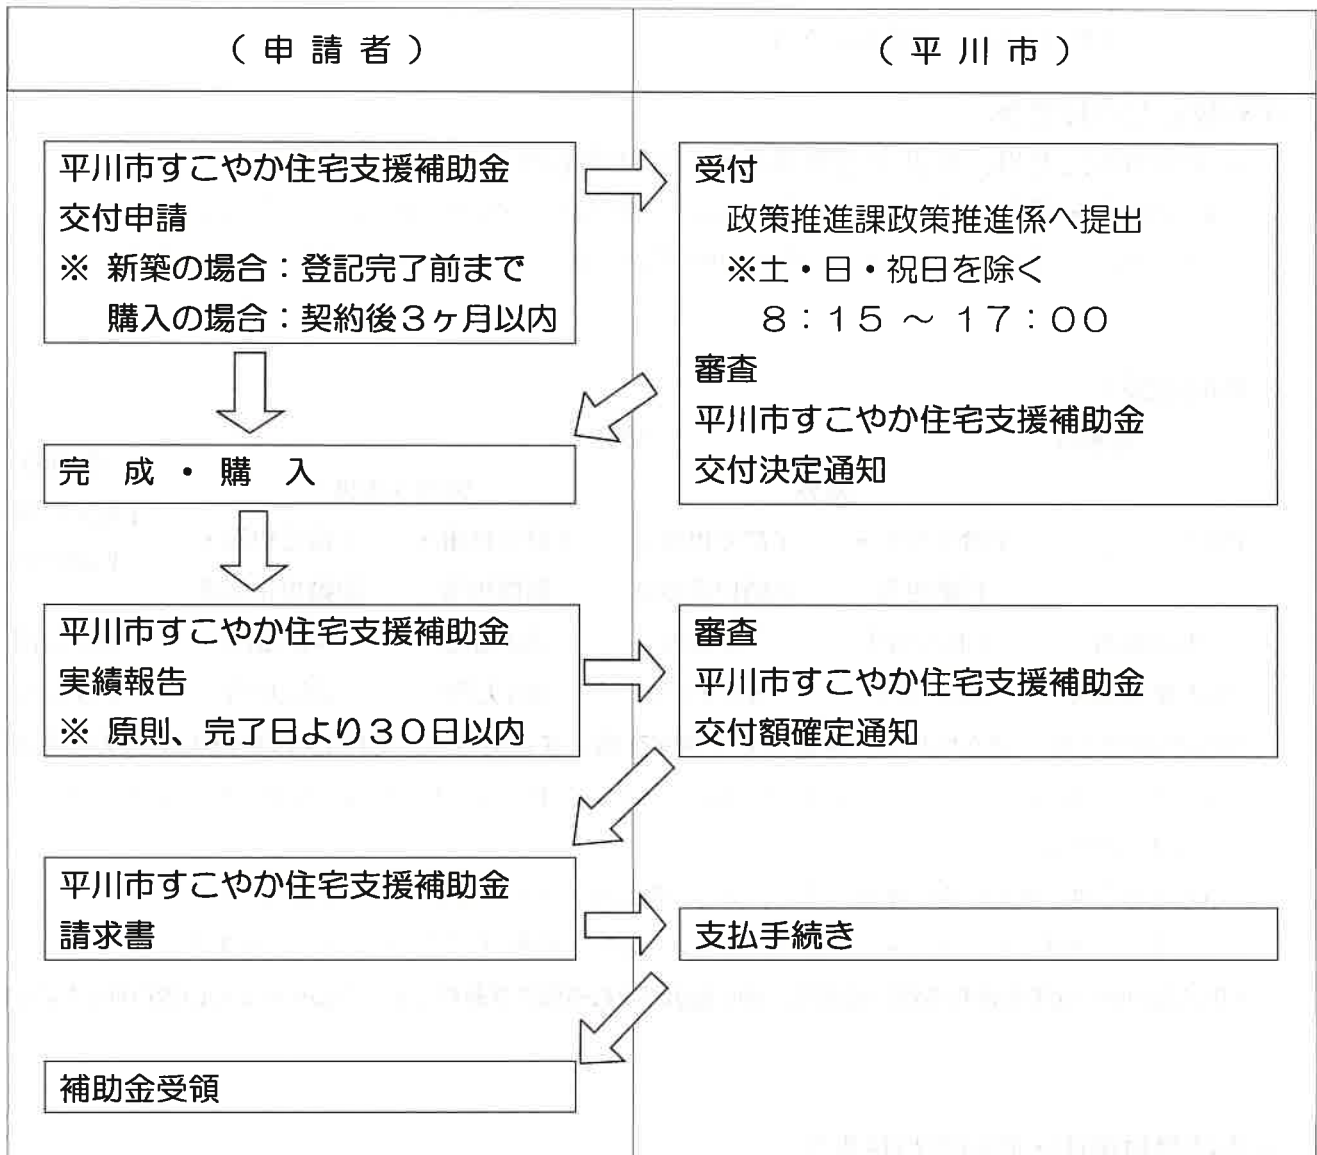 （ 申 請 者 ）
（ 平 川 市 ）
平川市すこやか住宅支援補助金
交付申請
※ 新築の場合：登記完了前まで
購入の場合：契約後３ヶ月以内
受付
政策推進課政策推進係へ提出
※土・日・祝日を除く
８：１５ ～ １７：００
審査
平川市すこやか住宅支援補助金
交付決定通知
完 成 ・ 購 入
平川市すこやか住宅支援補助金
実績報告
※ 原則、完了日より３０日以内
審査
平川市すこやか住宅支援補助金
交付額確定通知
平川市すこやか住宅支援補助金
請求書
支払手続き
補助金受領